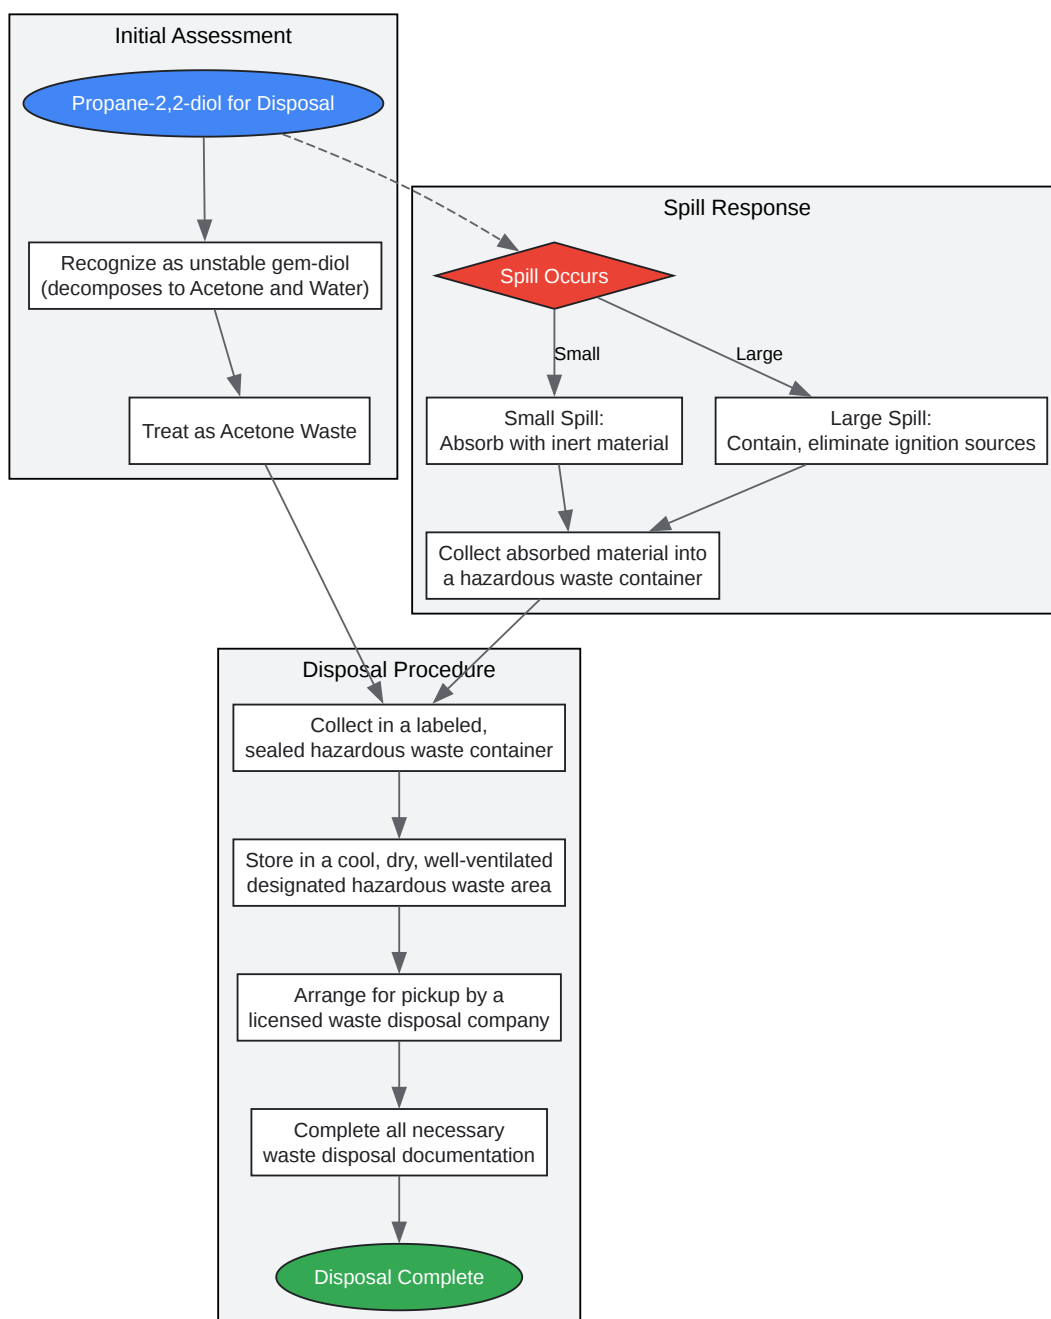 Initial Assessment
Propane-2,2-diol for Disposal
Recognize as unstable gem-diol
(decomposes to Acetone and Water)
Treat as Acetone Waste
Spill Response
Spill Occurs
Small
Large
Small Spill:
Absorb with inert material
Large Spill:
Contain, eliminate ignition sources
Collect absorbed material into
a hazardous waste container
Disposal Procedure
Collect in a labeled,
sealed hazardous waste container
Store in a cool, dry, well-ventilated
designated hazardous waste area
Arrange for pickup by a
licensed waste disposal company
Complete all necessary
waste disposal documentation
Disposal Complete